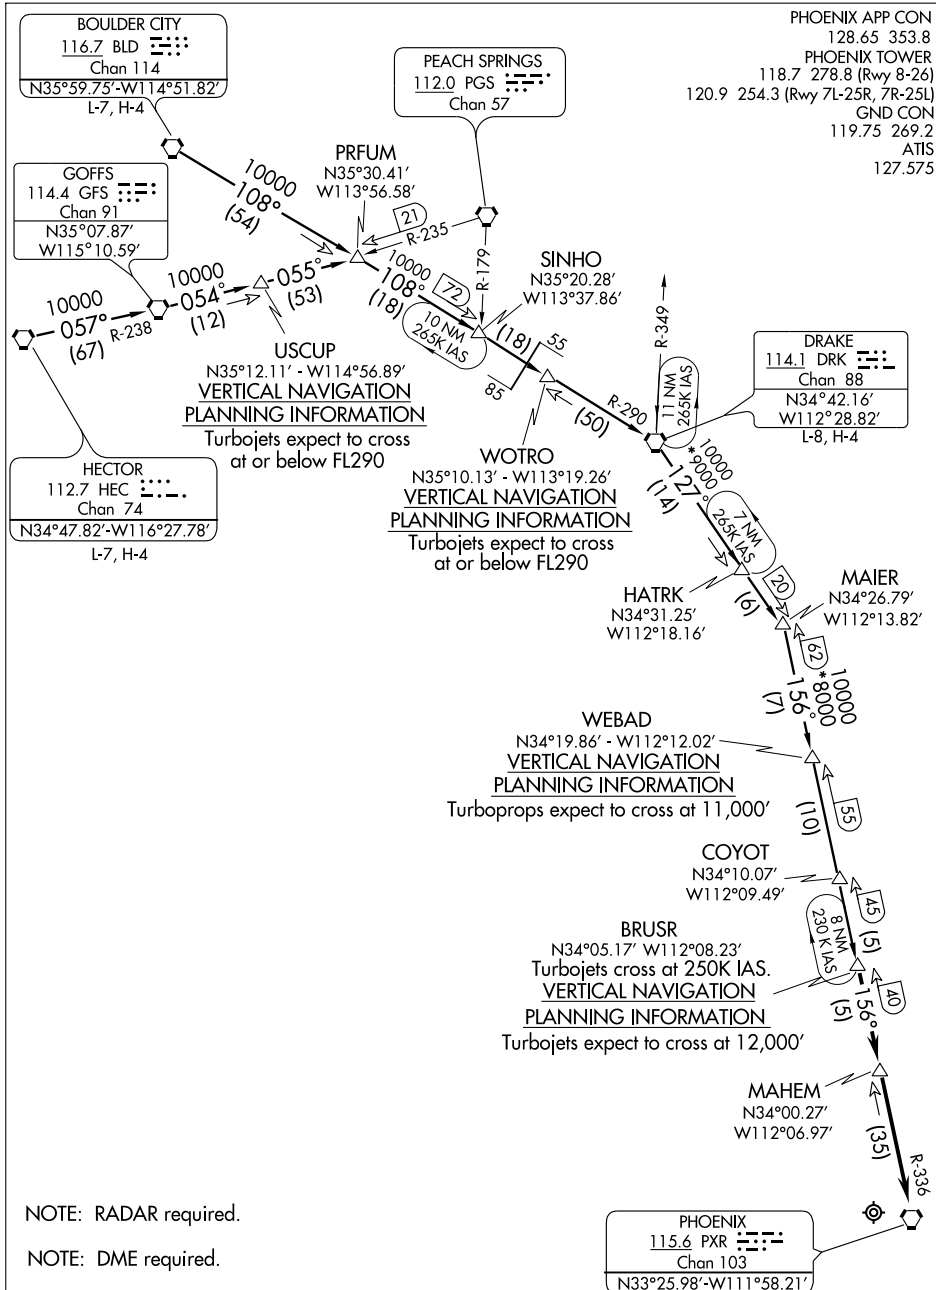 BOULDER CITY
116.7 BLD
Chan 114
N35°59.75'-W114°51.82'
L-7, H-4
PEACH SPRINGS
112.0 PGS
Chan 57
PHOENIX APP CON
128.65 353.8
PHOENIX TOWER
118.7 278.8 (Rwy 8-26)
120.9 254.3 (Rwy 7L-25R, 7R-25L)
GND CON
119.75 269.2
ATIS
127.575
GOFFS
114.4 GFS
Chan 91
N35°07.87'
W115°10.59'
10000
108°
(54)
PRFUM
N35°30.41'
W113°56.58'
21
R-235
R-179
10000
057°
(67)
R-238
10000
054°
(12)
055°
(53)
10000
108°
(18)
72
10 NM
265K IAS
SINHO
N35°20.28'
W113°37.86'
(18)
55
85
R-349
11 NM
265K IAS
R-290
(50)
USCUP
N35°12.11' - W114°56.89'
VERTICAL NAVIGATION
PLANNING INFORMATION
Turbojets expect to cross
at or below FL290
DRAKE
114.1 DRK
Chan 88
N34°42.16'
W112°28.82'
L-8, H-4
HECTOR
112.7 HEC
Chan 74
N34°47.82'-W116°27.78'
L-7, H-4
WOTRO
N35°10.13' - W113°19.26'
VERTICAL NAVIGATION
PLANNING INFORMATION
Turbojets expect to cross
at or below FL290
10000
*9000
127°
(14)
7 NM
265K IAS
HATRK
N34°31.25'
W112°18.16'
(6)
20
MAIER
N34°26.79'
W112°13.82'
62
10000
*8000
156°
(7)
WEBAD
N34°19.86' - W112°12.02'
VERTICAL NAVIGATION
PLANNING INFORMATION
Turboprops expect to cross at 11,000'
55
(10)
COYOT
N34°10.07'
W112°09.49'
45
(5)
8 NM
230 K IAS
BRUSR
N34°05.17' W112°08.23'
Turbojets cross at 250K IAS.
VERTICAL NAVIGATION
PLANNING INFORMATION
Turbojets expect to cross at 12,000'
40
156°
(5)
MAHEM
N34°00.27'
W112°06.97'
(35)
R-336
NOTE: RADAR required.
NOTE: DME required.
PHOENIX
115.6 PXR
Chan 103
N33°25.98'-W111°58.21'